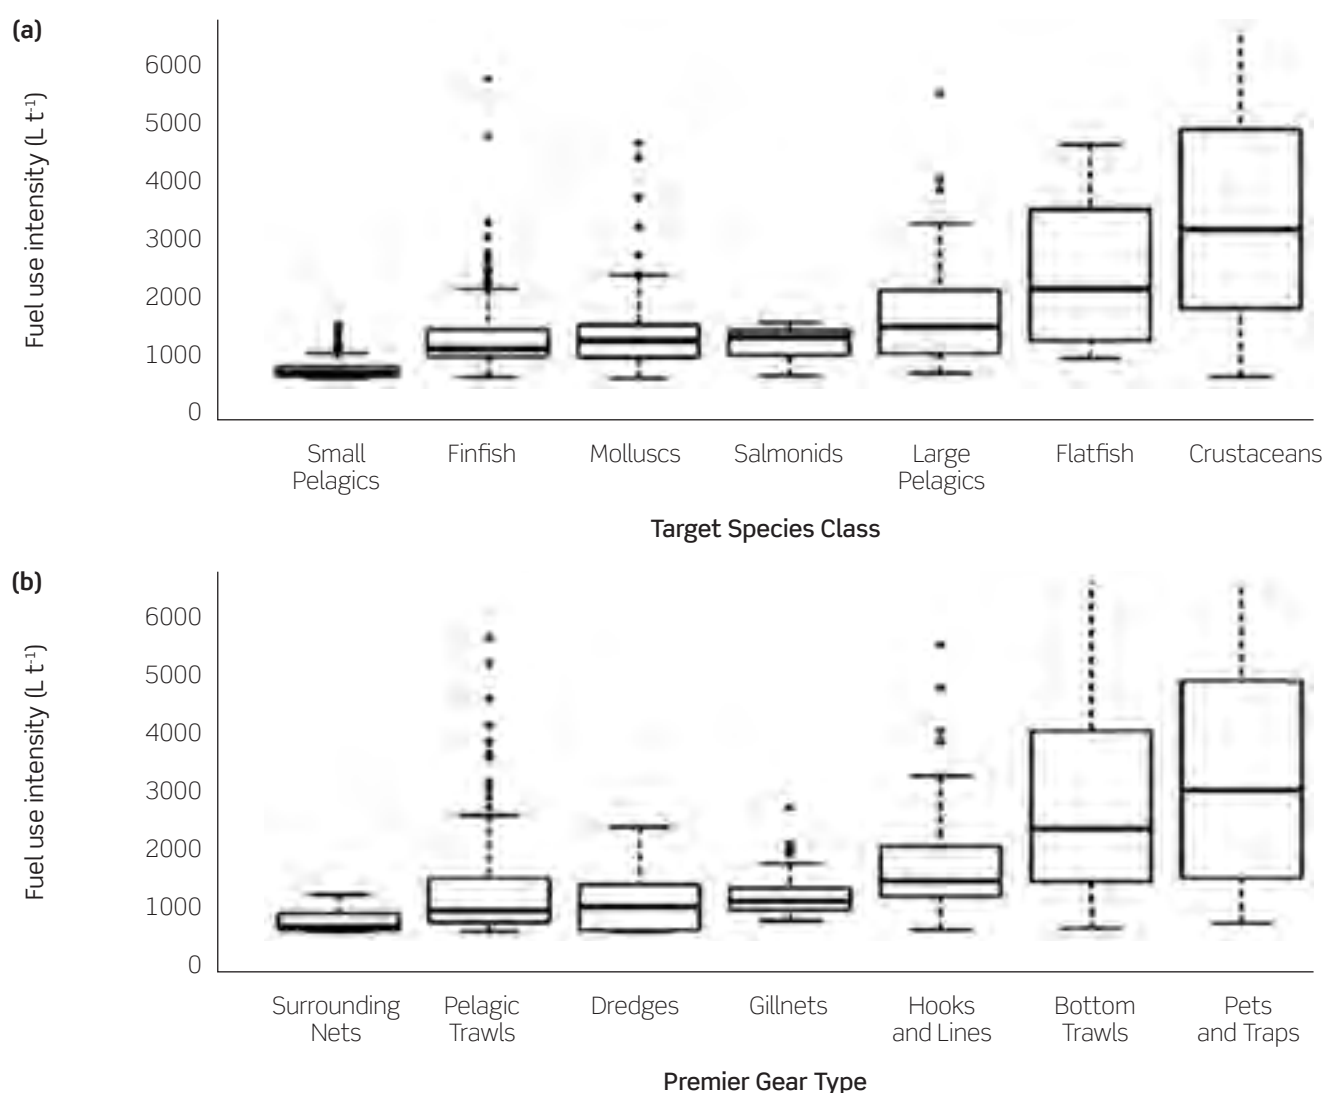 (a)
Fuel use intensity (L t⁻¹)
6000
5000
4000
3000
2000
1000
0
Small
Pelagics
Finfish
Molluscs
Salmonids
Large
Pelagics
Flatfish
Crustaceans
Target Species Class
(b)
Fuel use intensity (L t⁻¹)
6000
5000
4000
3000
2000
1000
0
Surrounding
Nets
Pelagic
Trawls
Dredges
Gillnets
Hooks
and Lines
Bottom
Trawls
Pets
and Traps
Premier Gear Type